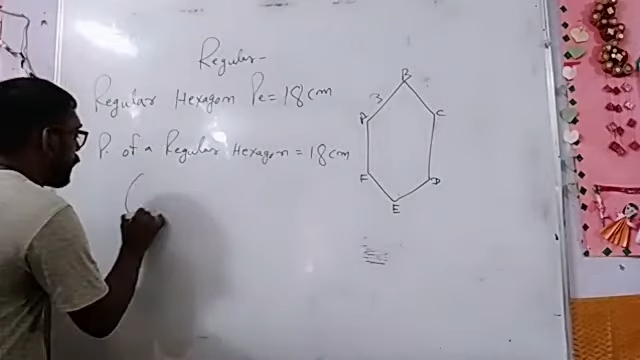 Regular-
Regular Hexagon Pe = 18 cm
P. of a Regular Hexagon = 18 cm
(
B
3
A
C
F
D
E